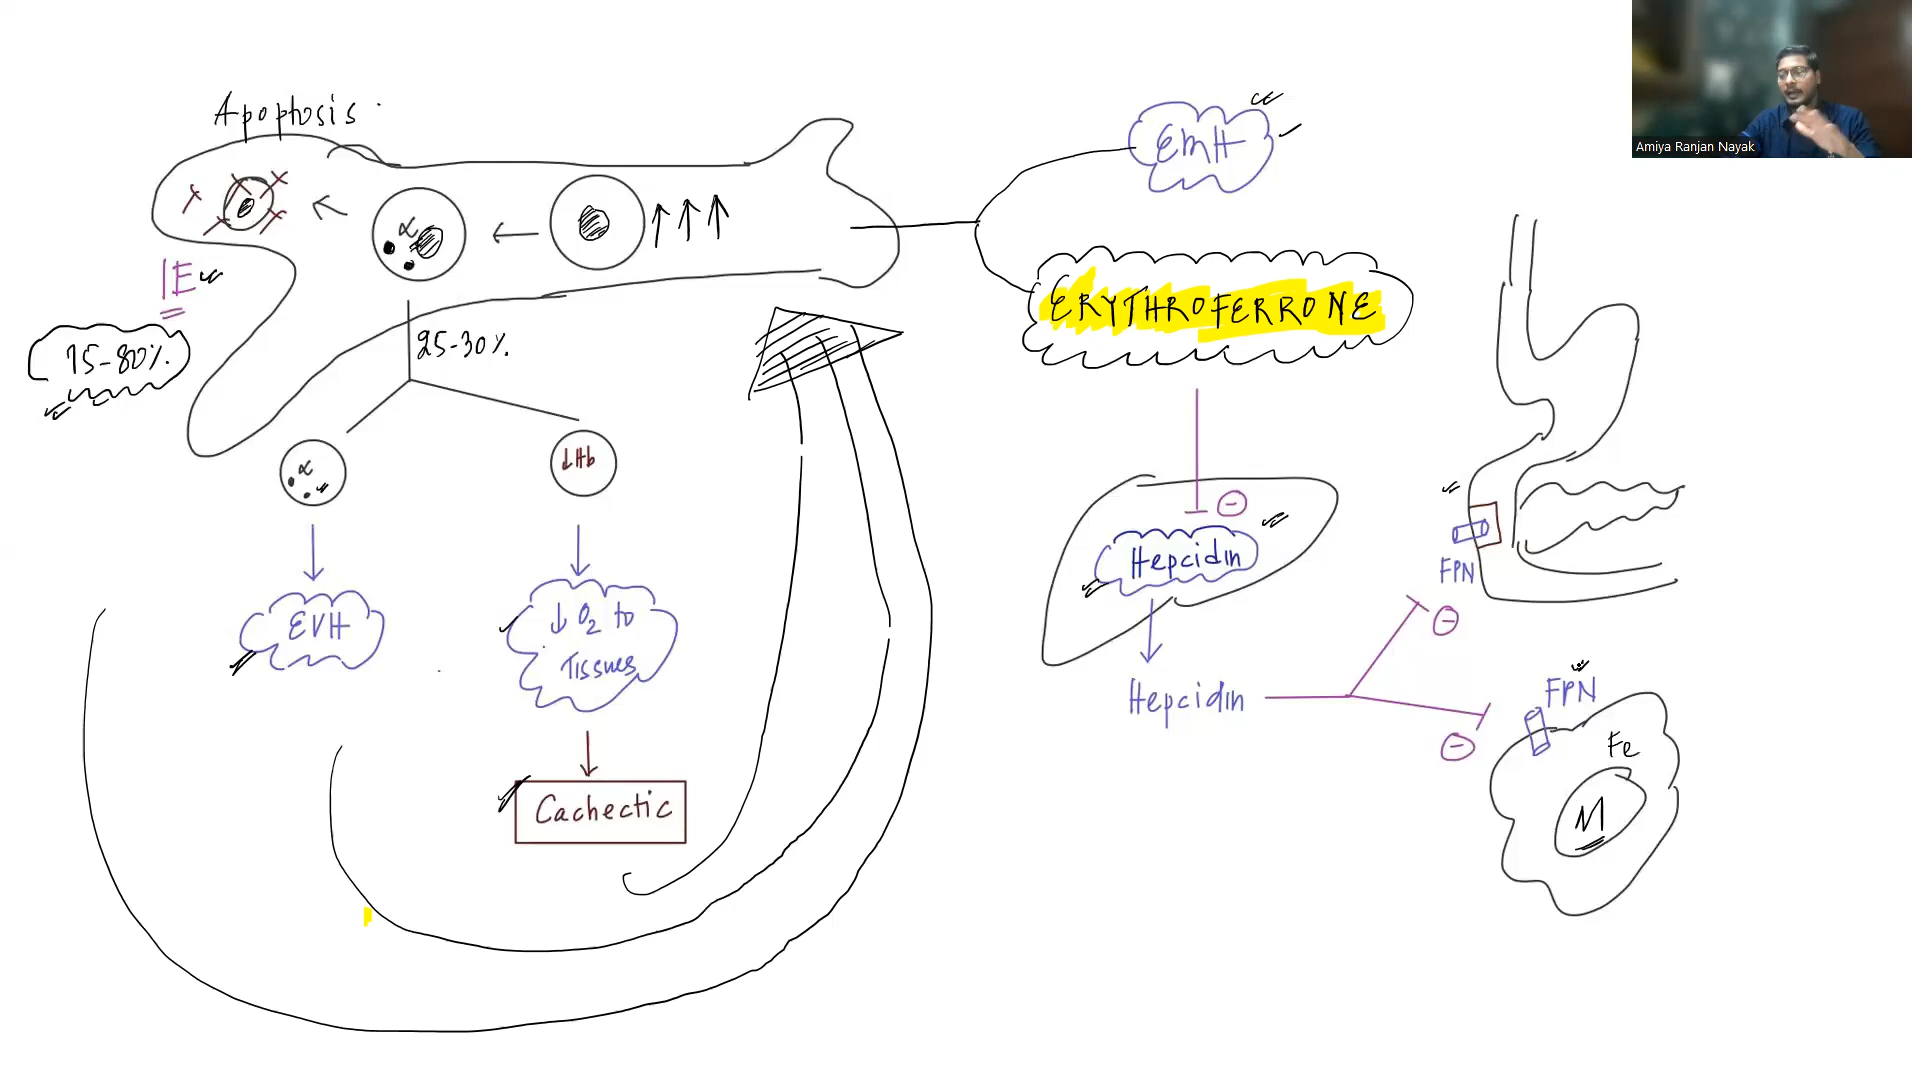 Amiya Ranjan Nayak
Apoptosis
EMH
α
IE
ERYTHROFERRONE
25-30%
75-80%
α
↓Hb
Hepcidin
FPN
EVH
↓ O2 to
Tissues
Hepcidin
FPN
Fe
Cachectic
M